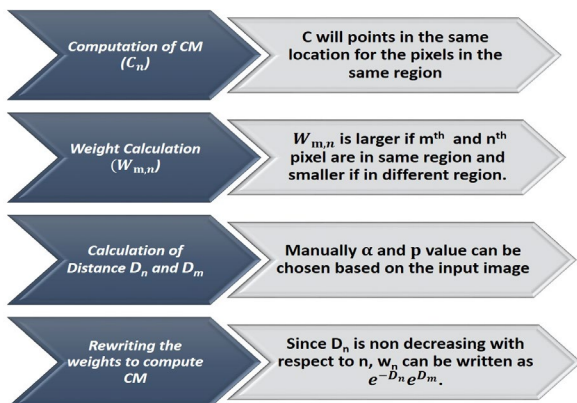 Computation of CM
(Cₙ)
C will points in the same
location for the pixels in the
same region
Weight Calculation
(Wₘ,ₙ)
Wₘ,ₙ is larger if mᵗʰ and nᵗʰ
pixel are in same region and
smaller if in different region.
Calculation of
Distance Dₙ and Dₘ
Manually α and p value can be
chosen based on the input image
Rewriting the
weights to compute
CM
Since Dₙ is non decreasing with
respect to n, wₙ can be written as
e^{-Dₙ}e^{Dₘ}.